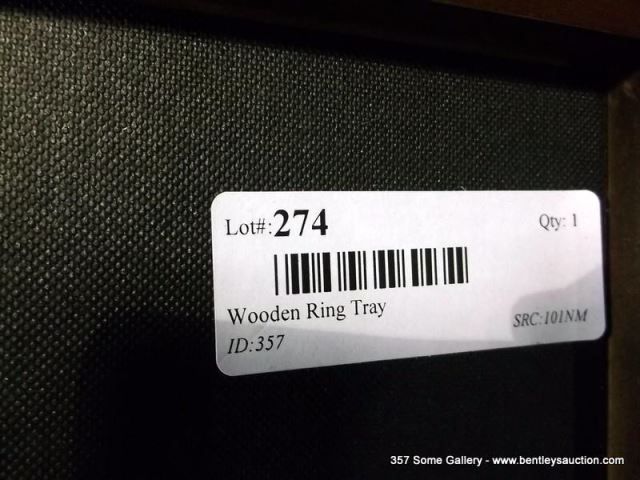 Lot#:274 Qty: 1
Wooden Ring Tray
ID:357 SRC:101NM
357 Some Gallery - www.bentleysauction.com